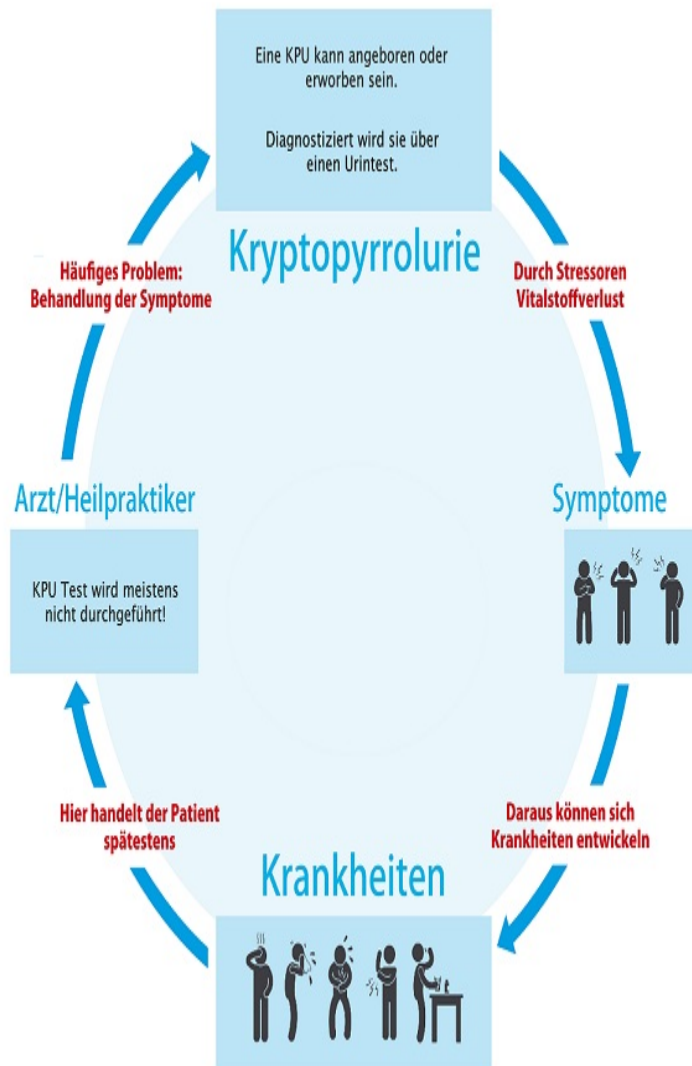 Eine KPU kann angeboren oder
erworben sein.
Diagnostiziert wird sie über
einen Urintest.
Kryptopyrrolurie
Häufiges Problem:
Behandlung der Symptome
Durch Stressoren
Vitalstoffverlust
Arzt/Heilpraktiker
Symptome
KPU Test wird meistens
nicht durchgeführt!
Hier handelt der Patient
spätestens
Daraus können sich
Krankheiten entwickeln
Krankheiten